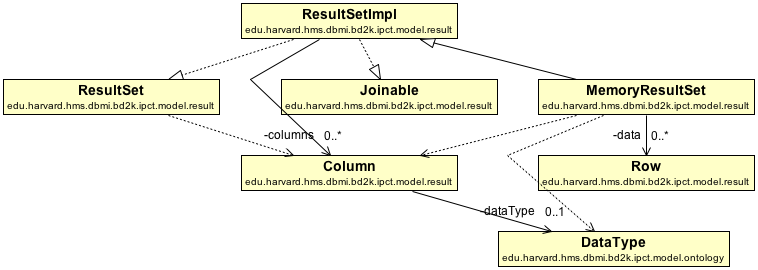 ResultSetImpl
edu.harvard.hms.dbmi.bd2k.ipct.model.result
ResultSet
edu.harvard.hms.dbmi.bd2k.ipct.model.result
Joinable
edu.harvard.hms.dbmi.bd2k.ipct.model.result
MemoryResultSet
edu.harvard.hms.dbmi.bd2k.ipct.model.result
-columns 0..*
-data 0..*
Column
edu.harvard.hms.dbmi.bd2k.ipct.model.result
Row
edu.harvard.hms.dbmi.bd2k.ipct.model.result
-dataType 0..1
DataType
edu.harvard.hms.dbmi.bd2k.ipct.model.ontology